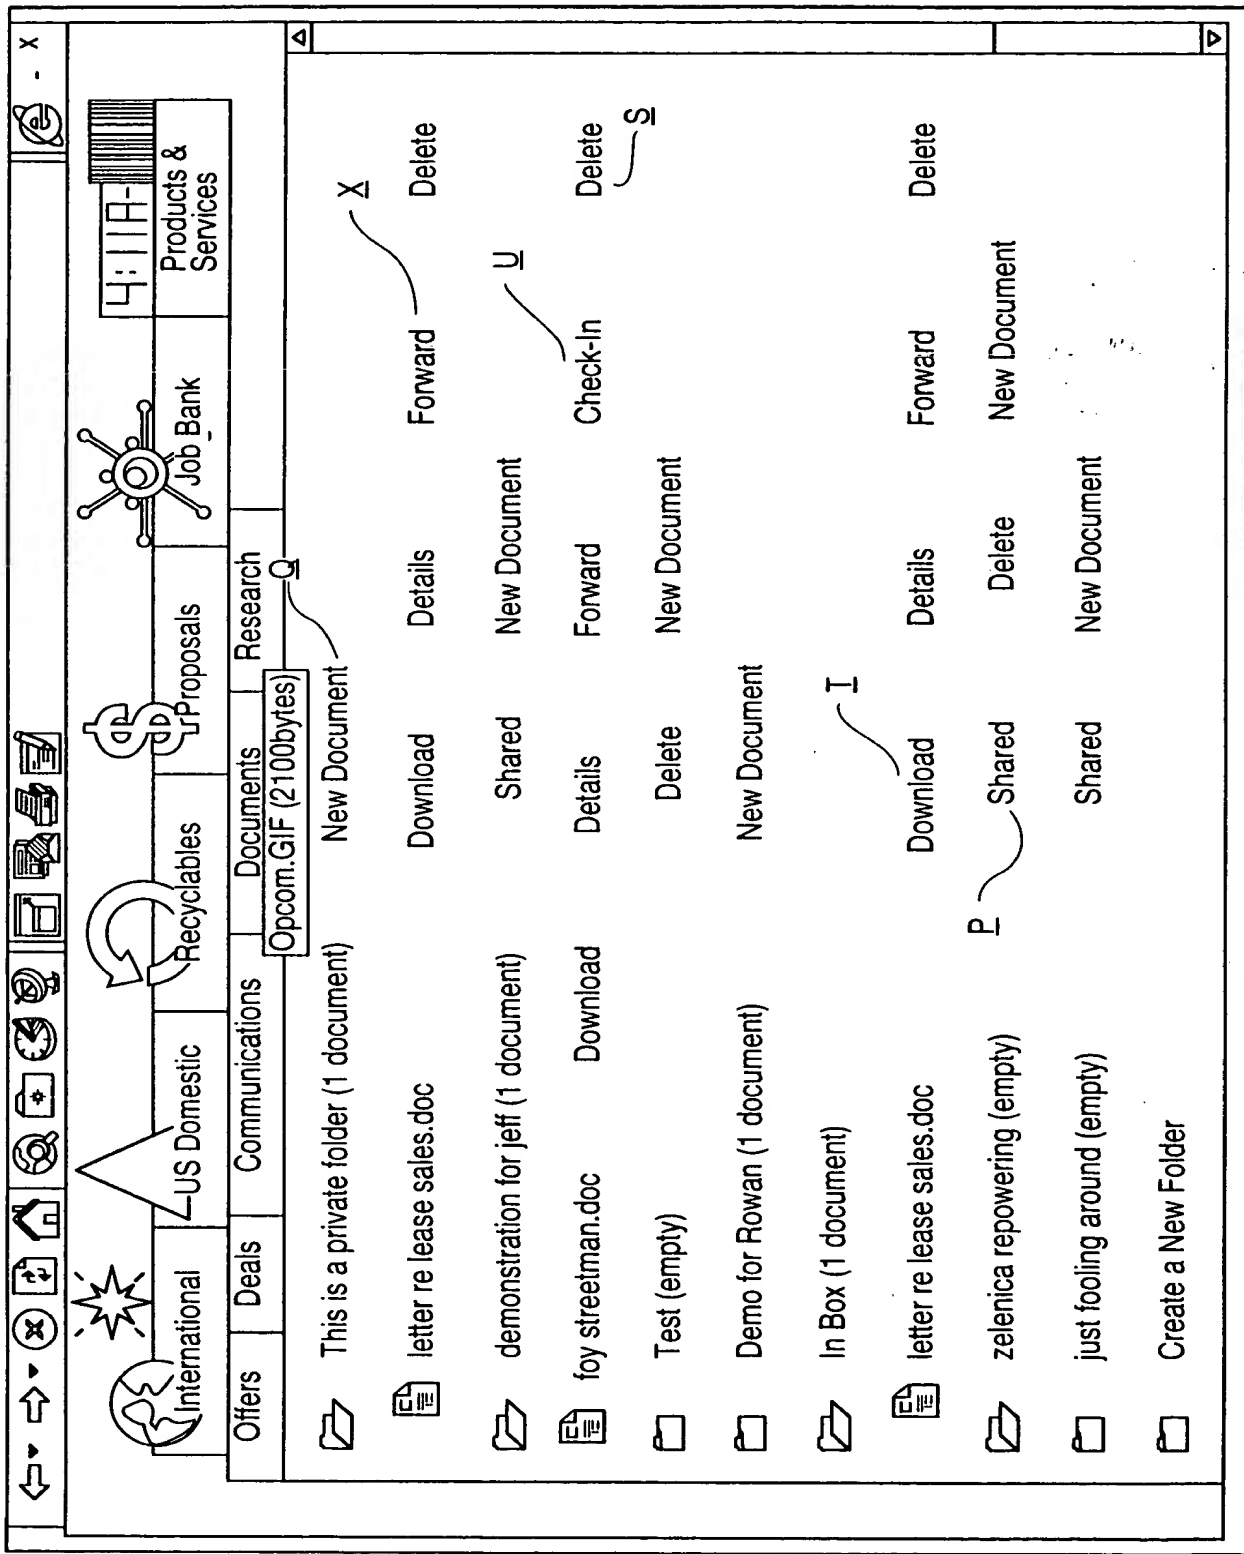 - X
4:11A-
International US Domestic Recyclables Proposals Job Bank Products & Services
Offers Deals Communications Documents Research
Opcom.GIF (2100bytes)
Q
This is a private folder (1 document) New Document
X
letter re lease sales.doc Download Details Forward Delete
demonstration for jeff (1 document) Shared New Document
U
foy streetman.doc Download Details Forward Check-In Delete
S
Test (empty) Delete New Document
Demo for Rowan (1 document) New Document
In Box (1 document)
T
letter re lease sales.doc Download Details Forward Delete
P
zelenica repowering (empty) Shared Delete New Document
just fooling around (empty) Shared New Document
Create a New Folder